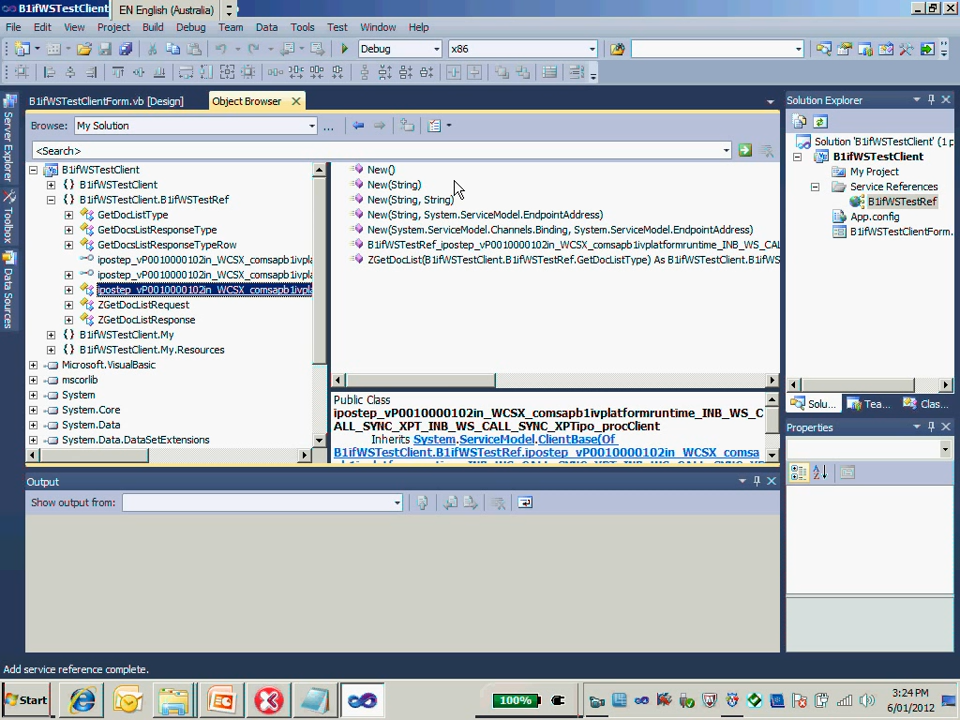 B1ifWSTestClient
EN English (Australia)
File Edit View Project Build Debug Team Data Tools Test Window Help
Debug x86
B1ifWSTestClientForm.vb [Design] Object Browser
Browse: My Solution ...
<Search>
B1ifWSTestClient
B1ifWSTestClient
B1ifWSTestClient.B1ifWSTestRef
GetDocListType
GetDocListResponseType
GetDocListResponseTypeRow
ipostep_vP0010000102in_WCSX_comsapb1ivpla
ipostep_vP0010000102in_WCSX_comsapb1ivpla
ipostep_vP0010000102in_WCSX_comsapb1ivpla
ZGetDocListRequest
ZGetDocListResponse
B1ifWSTestClient.My
B1ifWSTestClient.My.Resources
Microsoft.VisualBasic
mscorlib
System
System.Core
System.Data
System.Data.DataSetExtensions
New()
New(String)
New(String, String)
New(String, System.ServiceModel.EndpointAddress)
New(System.ServiceModel.Channels.Binding, System.ServiceModel.EndpointAddress)
B1ifWSTestRef_ipostep_vP0010000102in_WCSX_comsapb1ivplatformruntime_INB_WS_CAL
ZGetDocList(B1ifWSTestClient.B1ifWSTestRef.GetDocListType) As B1ifWSTestClient.B1ifWS
Public Class
ipostep_vP0010000102in_WCSX_comsapb1ivplatformruntime_INB_WS_C
ALL_SYNC_XPT_INB_WS_CALL_SYNC_XPTipo_procClient
Inherits System.ServiceModel.ClientBase(Of
B1ifWSTestClient.B1ifWSTestRef.ipostep_vP0010000102in_WCSX_comsa
Solution Explorer
Solution 'B1ifWSTestClient' (1 p
B1ifWSTestClient
My Project
Service References
B1ifWSTestRef
App.config
B1ifWSTestClientForm.
Solu... Tea... Clas...
Properties
Output
Show output from:
Server Explorer
Toolbox
Data Sources
Add service reference complete.
Start
100%
3:24 PM
6/01/2012